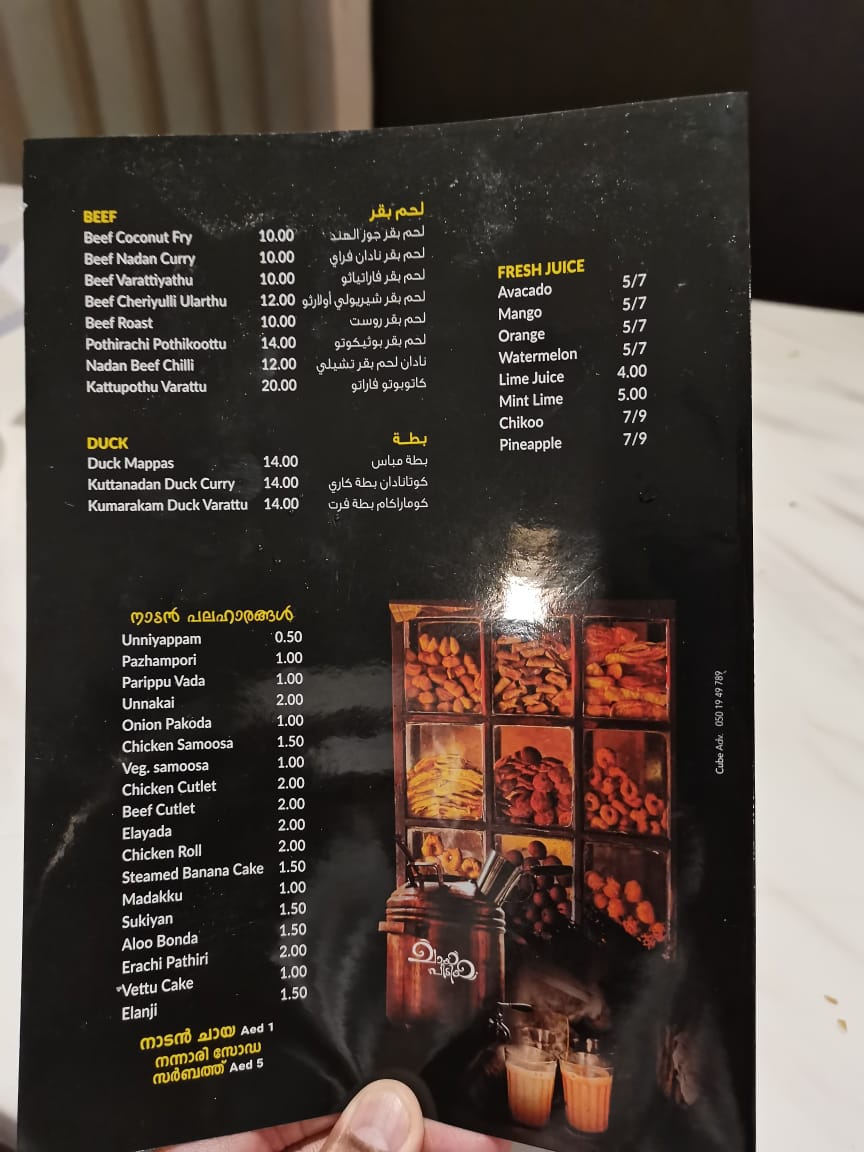 BEEF لحم بقر
Beef Coconut Fry 10.00 لحم بقر جوز الهند
Beef Nadan Curry 10.00 لحم بقر نادان فراي
Beef Varattiyathu 10.00 لحم بقر فاراتياثو
Beef Cheriyulli Ularthu 12.00 لحم بقر شيريولي أولارثو
Beef Roast 10.00 لحم بقر روست
Pothirachi Pothikoottu 14.00 لحم بقر بوثيكوتو
Nadan Beef Chilli 12.00 نادان لحم بقر تشيلي
Kattupothu Varattu 20.00 كاتوبوتو فاراتو
DUCK بطة
Duck Mappas 14.00 بطة مباس
Kuttanadan Duck Curry 14.00 كوتانادان بطة كاري
Kumarakam Duck Varattu 14.00 كوماراكام بطة فرت
FRESH JUICE
Avacado 5/7
Mango 5/7
Orange 5/7
Watermelon 5/7
Lime Juice 4.00
Mint Lime 5.00
Chikoo 7/9
Pineapple 7/9
നാടൻ പലഹാരങ്ങൾ
Unniyappam 0.50
Pazhampori 1.00
Parippu Vada 1.00
Unnakai 2.00
Onion Pakoda 1.00
Chicken Samoosa 1.50
Veg. samoosa 1.00
Chicken Cutlet 2.00
Beef Cutlet 2.00
Elayada 2.00
Chicken Roll 2.00
Steamed Banana Cake 1.50
Madakku 1.00
Sukiyan 1.50
Aloo Bonda 1.50
Erachi Pathiri 2.00
Vettu Cake 1.00
Elanji 1.50
നാടൻ ചായ Aed 1
നന്നാരി സോഡ
സർബത്ത് Aed 5
ചായ
പീടിക
Cube Adv. 050 19 49 789